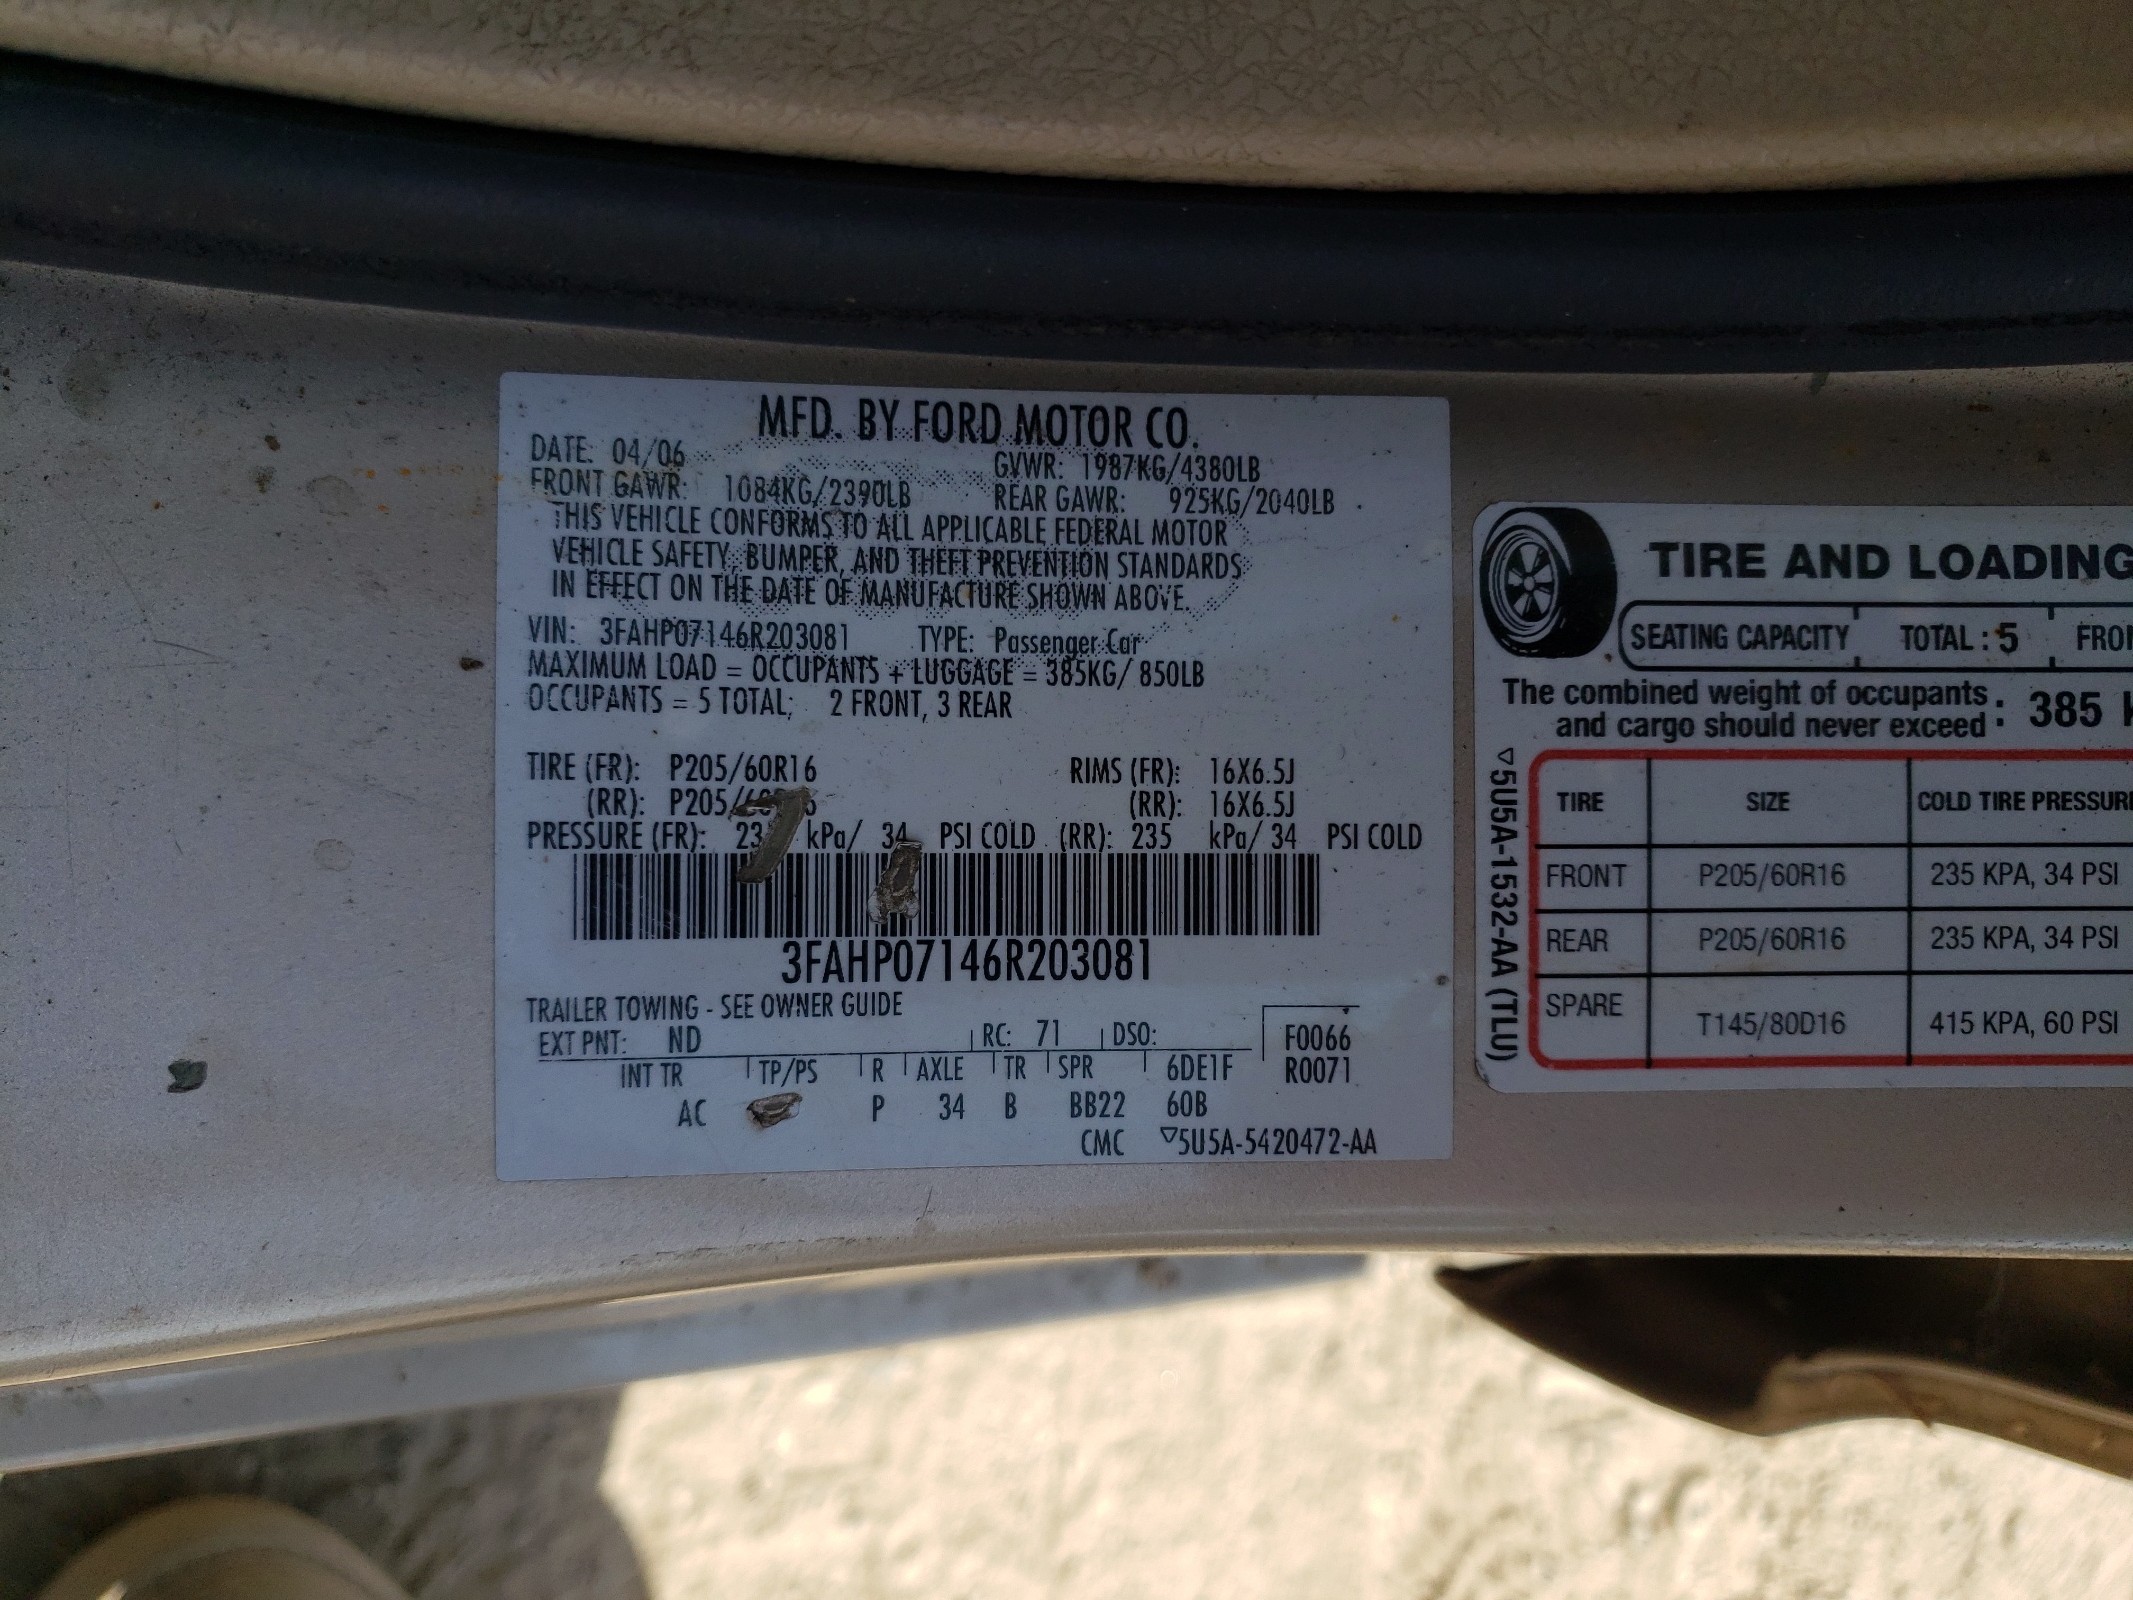 MFD. BY FORD MOTOR CO.
DATE: 04/06 GVWR: 1987KG/4380LB
FRONT GAWR: 1084KG/2390LB REAR GAWR: 925KG/2040LB
THIS VEHICLE CONFORMS TO ALL APPLICABLE FEDERAL MOTOR
VEHICLE SAFETY, BUMPER, AND THEFT PREVENTION STANDARDS
IN EFFECT ON THE DATE OF MANUFACTURE SHOWN ABOVE.
VIN: 3FAHP07146R203081 TYPE: Passenger Car
MAXIMUM LOAD = OCCUPANTS + LUGGAGE = 385KG/ 850LB
OCCUPANTS = 5 TOTAL; 2 FRONT, 3 REAR
TIRE (FR): P205/60R16 RIMS (FR): 16X6.5J
(RR): (RR): 16X6.5J
PRESSURE (FR): kPa/ 34 PSI COLD (RR): 235 kPa/ 34 PSI COLD
3FAHP07146R203081
TRAILER TOWING - SEE OWNER GUIDE
EXT PNT: ND RC: 71 DSO: F0066
INT TR TP/PS R AXLE TR SPR 6DE1F R0071
AC P 34 B BB22 60B
CMC ▽5U5A-5420472-AA
TIRE AND LOADING
SEATING CAPACITY TOTAL : 5
The combined weight of occupants
and cargo should never exceed : 385
TIRE SIZE COLD TIRE PRESSUR
FRONT P205/60R16 235 KPA, 34 PSI
REAR P205/60R16 235 KPA, 34 PSI
SPARE T145/80D16 415 KPA, 60 PSI
▽5U5A-1532-AA (TLU)